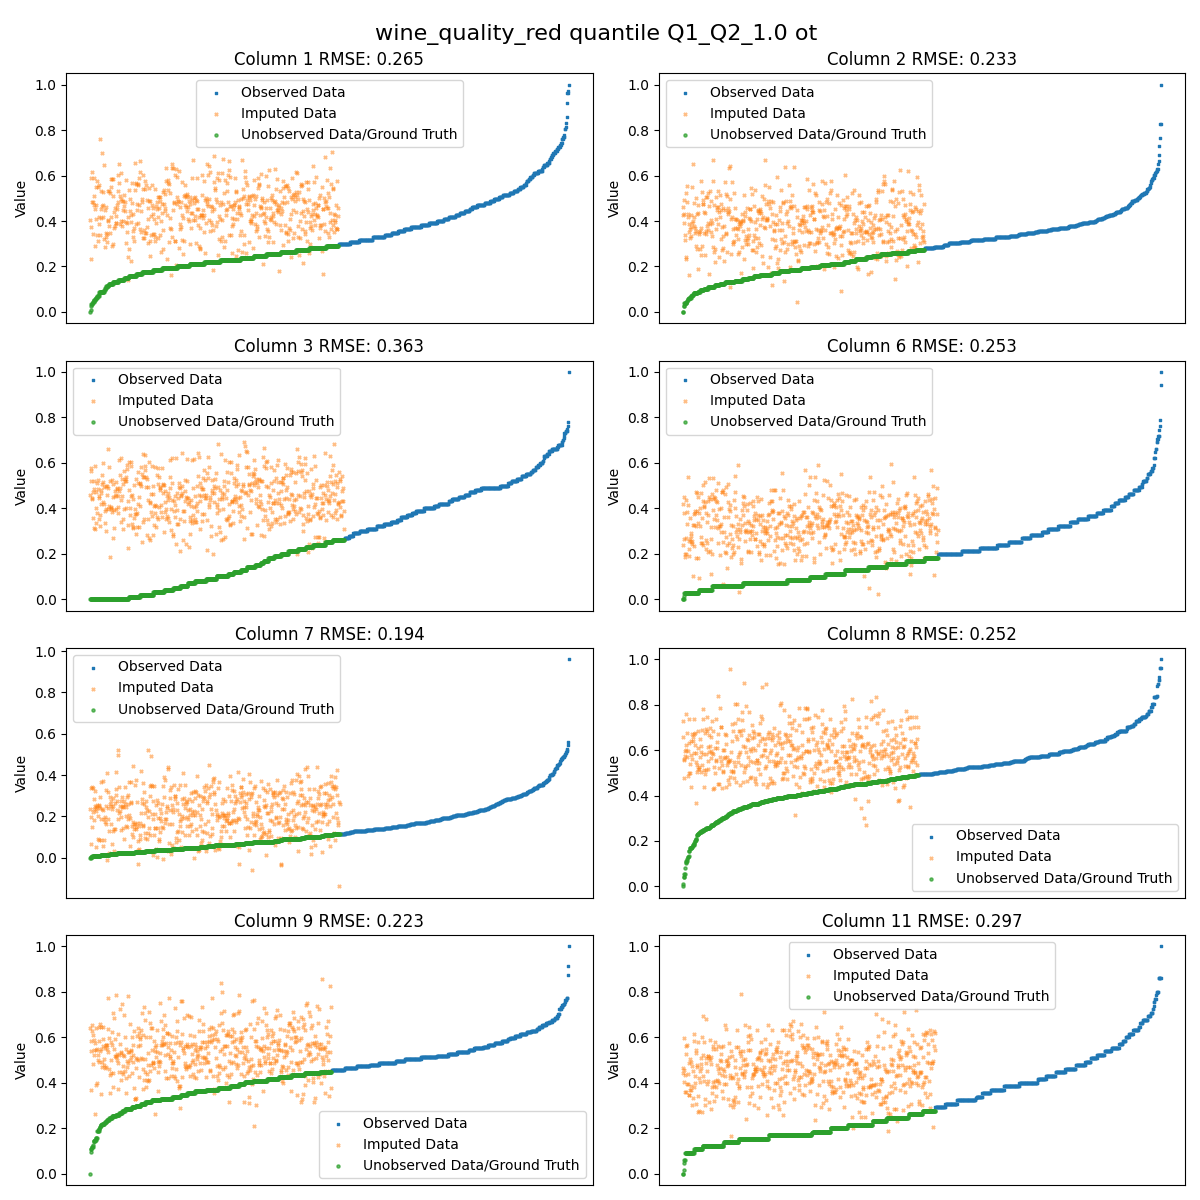 wine_quality_red quantile Q1_Q2_1.0 ot
Column 1 RMSE: 0.265
Value
1.0
0.8
0.6
0.4
0.2
0.0
Observed Data
Imputed Data
Unobserved Data/Ground Truth
Column 2 RMSE: 0.233
Value
1.0
0.8
0.6
0.4
0.2
0.0
Observed Data
Imputed Data
Unobserved Data/Ground Truth
Column 3 RMSE: 0.363
Value
1.0
0.8
0.6
0.4
0.2
0.0
Observed Data
Imputed Data
Unobserved Data/Ground Truth
Column 6 RMSE: 0.253
Value
1.0
0.8
0.6
0.4
0.2
0.0
Observed Data
Imputed Data
Unobserved Data/Ground Truth
Column 7 RMSE: 0.194
Value
1.0
0.8
0.6
0.4
0.2
0.0
Observed Data
Imputed Data
Unobserved Data/Ground Truth
Column 8 RMSE: 0.252
Value
1.0
0.8
0.6
0.4
0.2
0.0
Observed Data
Imputed Data
Unobserved Data/Ground Truth
Column 9 RMSE: 0.223
Value
1.0
0.8
0.6
0.4
0.2
0.0
Observed Data
Imputed Data
Unobserved Data/Ground Truth
Column 11 RMSE: 0.297
Value
1.0
0.8
0.6
0.4
0.2
0.0
Observed Data
Imputed Data
Unobserved Data/Ground Truth